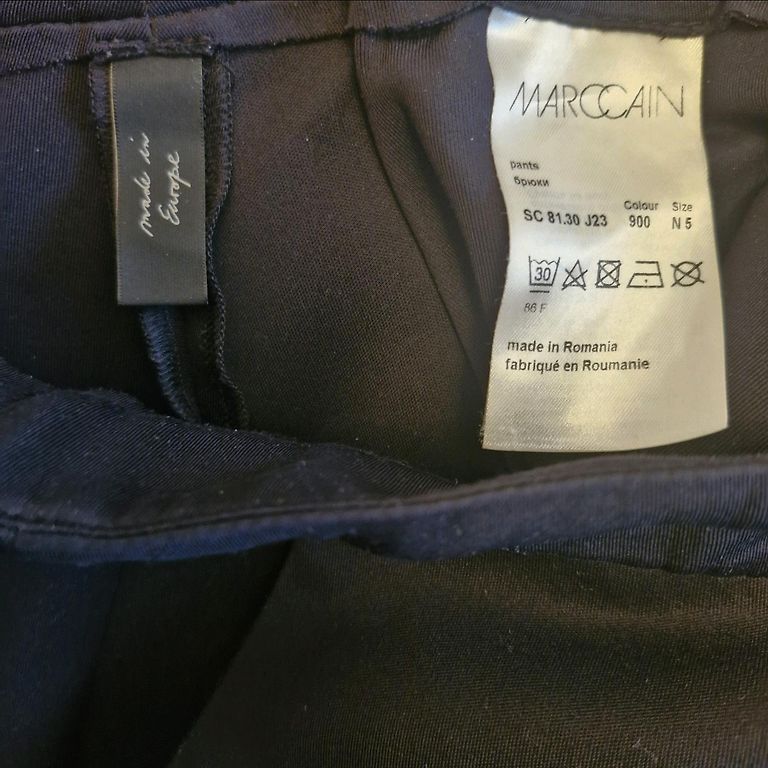 made in
Europe
MARCCAIN
pants
брюки
Colour Size
SC 81.30 J23 900 N 5
30
86 F
made in Romania
fabriqué en Roumanie